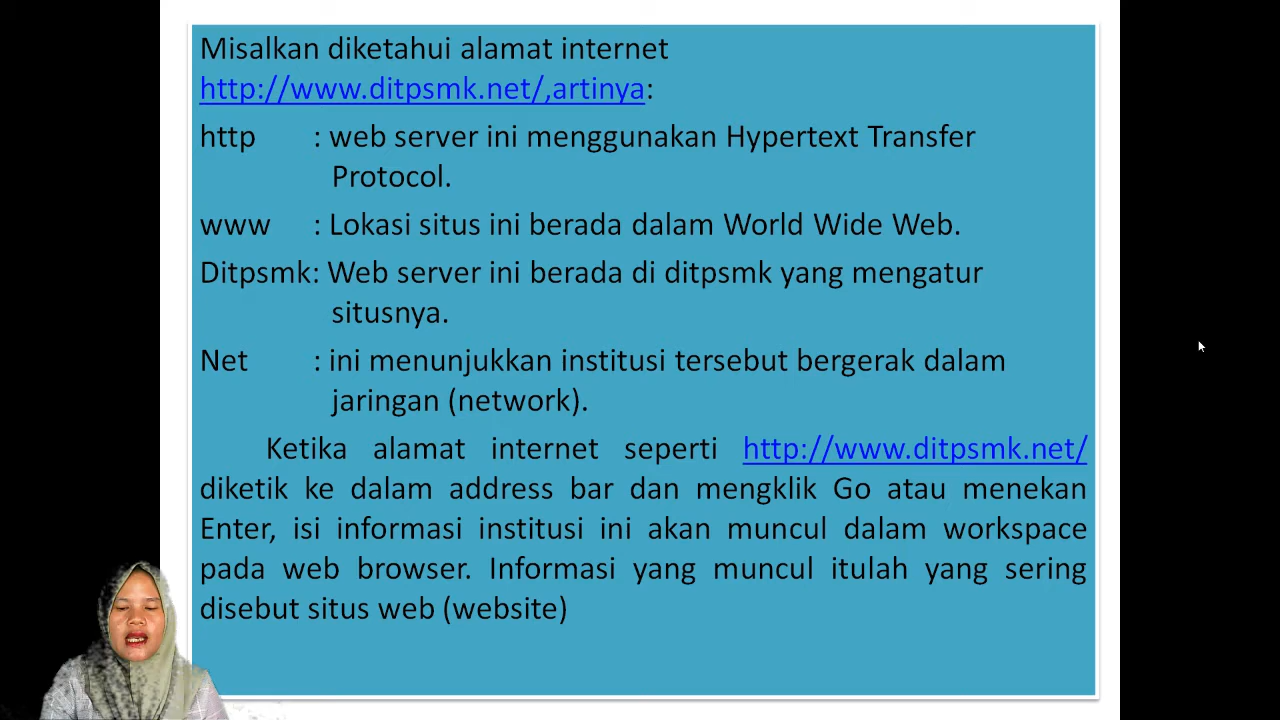 Misalkan diketahui alamat internet
http://www.ditpsmk.net/,artinya:
http : web server ini menggunakan Hypertext Transfer
Protocol.
www : Lokasi situs ini berada dalam World Wide Web.
Ditpsmk: Web server ini berada di ditpsmk yang mengatur
situsnya.
Net : ini menunjukkan institusi tersebut bergerak dalam
jaringan (network).
Ketika alamat internet seperti http://www.ditpsmk.net/
diketik ke dalam address bar dan mengklik Go atau menekan
Enter, isi informasi institusi ini akan muncul dalam workspace
pada web browser. Informasi yang muncul itulah yang sering
disebut situs web (website)